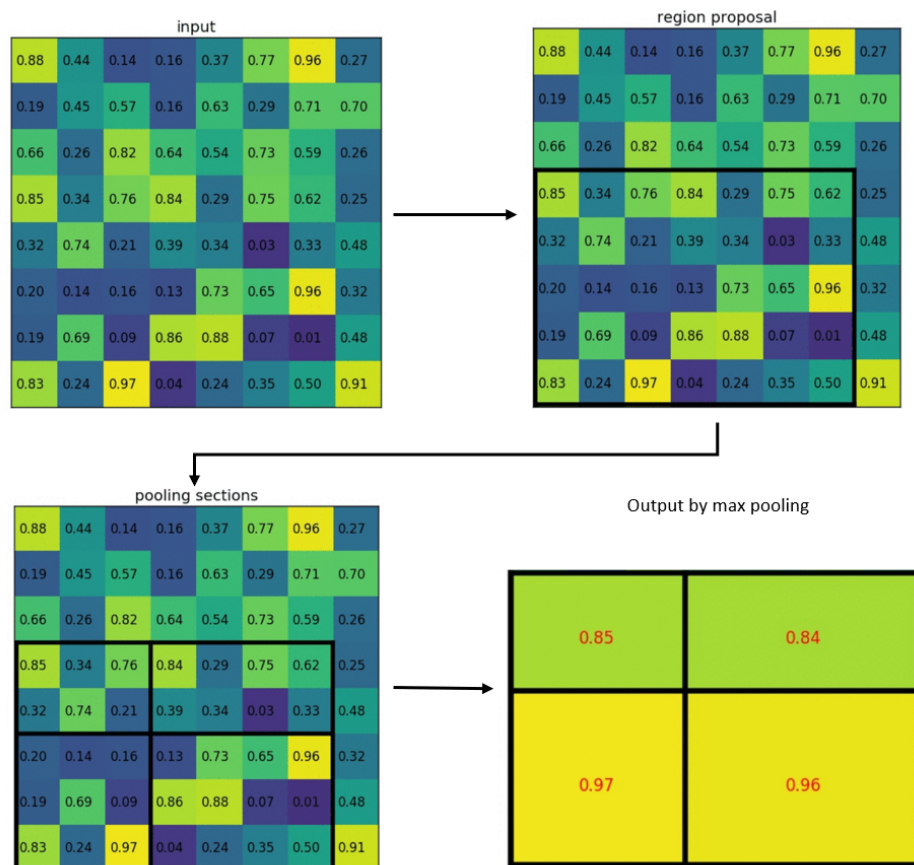 input
0.88 0.44 0.14 0.16 0.37 0.77 0.96 0.27
0.19 0.45 0.57 0.16 0.63 0.29 0.71 0.70
0.66 0.26 0.82 0.64 0.54 0.73 0.59 0.26
0.85 0.34 0.76 0.84 0.29 0.75 0.62 0.25
0.32 0.74 0.21 0.39 0.34 0.03 0.33 0.48
0.20 0.14 0.16 0.13 0.73 0.65 0.96 0.32
0.19 0.69 0.09 0.86 0.88 0.07 0.01 0.48
0.83 0.24 0.97 0.04 0.24 0.35 0.50 0.91
region proposal
0.88 0.44 0.14 0.16 0.37 0.77 0.96 0.27
0.19 0.45 0.57 0.16 0.63 0.29 0.71 0.70
0.66 0.26 0.82 0.64 0.54 0.73 0.59 0.26
0.85 0.34 0.76 0.84 0.29 0.75 0.62 0.25
0.32 0.74 0.21 0.39 0.34 0.03 0.33 0.48
0.20 0.14 0.16 0.13 0.73 0.65 0.96 0.32
0.19 0.69 0.09 0.86 0.88 0.07 0.01 0.48
0.83 0.24 0.97 0.04 0.24 0.35 0.50 0.91
pooling sections
0.88 0.44 0.14 0.16 0.37 0.77 0.96 0.27
0.19 0.45 0.57 0.16 0.63 0.29 0.71 0.70
0.66 0.26 0.82 0.64 0.54 0.73 0.59 0.26
0.85 0.34 0.76 0.84 0.29 0.75 0.62 0.25
0.32 0.74 0.21 0.39 0.34 0.03 0.33 0.48
0.20 0.14 0.16 0.13 0.73 0.65 0.96 0.32
0.19 0.69 0.09 0.86 0.88 0.07 0.01 0.48
0.83 0.24 0.97 0.04 0.24 0.35 0.50 0.91
Output by max pooling
0.85 0.84
0.97 0.96